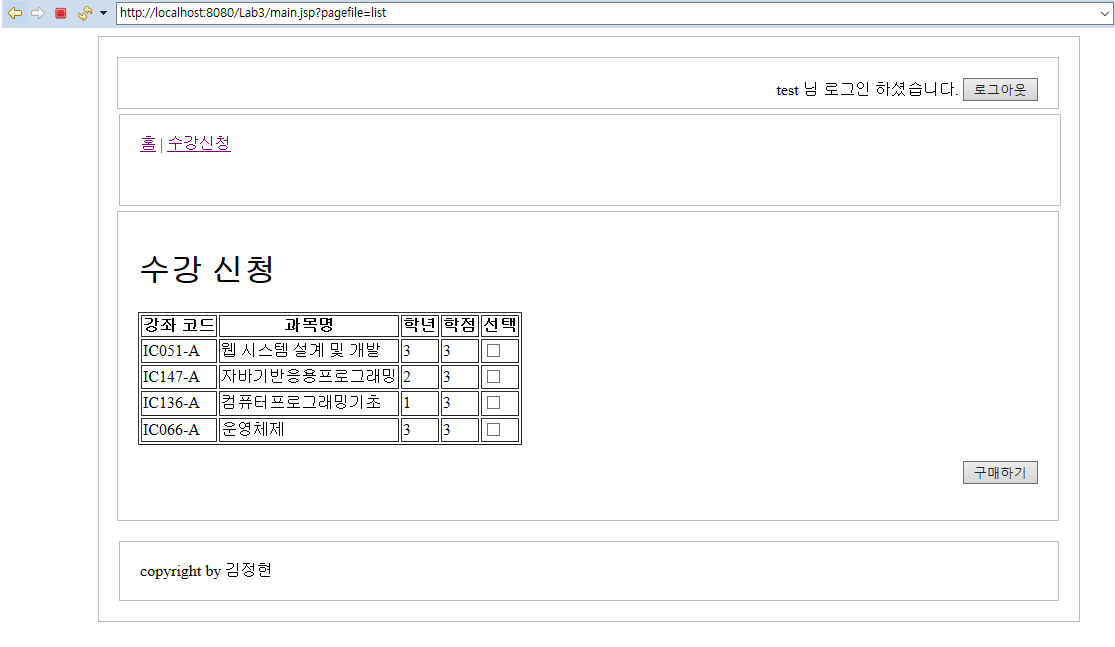 http://localhost:8080/Lab3/main.jsp?pagefile=list
test 님 로그인 하셨습니다. 로그아웃
홈 | 수강신청
수강 신청
강좌 코드 과목명 학년 학점 선택
IC051-A 웹 시스템 설계 및 개발 3 3
IC147-A 자바기반응용프로그래밍 2 3
IC136-A 컴퓨터프로그래밍기초 1 3
IC066-A 운영체제 3 3
구매하기
copyright by 김정현